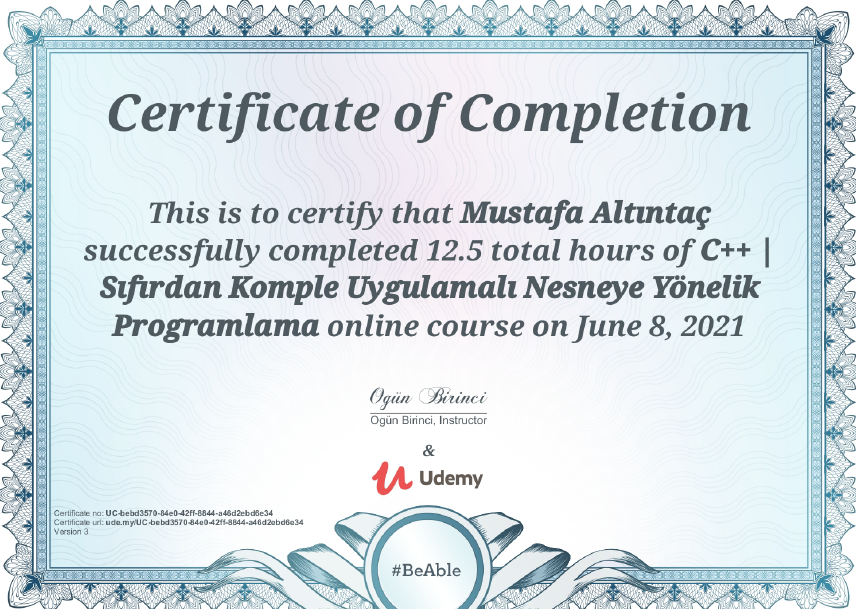 Certificate of Completion
This is to certify that Mustafa Altıntaç
successfully completed 12.5 total hours of C++ |
Sıfırdan Komple Uygulamalı Nesneye Yönelik
Programlama online course on June 8, 2021
Ogün Birinci
Ogün Birinci, Instructor
&
Udemy
Certificate no: UC-bebd3570-84e0-42ff-8844-a46d2ebd6e34
Certificate url: ude.my/UC-bebd3570-84e0-42ff-8844-a46d2ebd6e34
Version 3
#BeAble